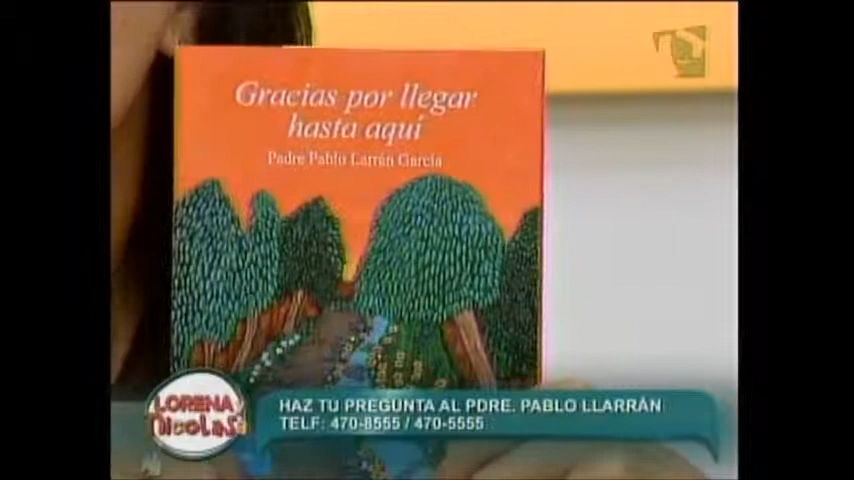 Gracias por llegar
hasta aquí
Padre Pablo Larrán García
LORENA
NicoLasa
HAZ TU PREGUNTA AL PDRE. PABLO LLARRÁN
TELF: 470-8555 / 470-5555